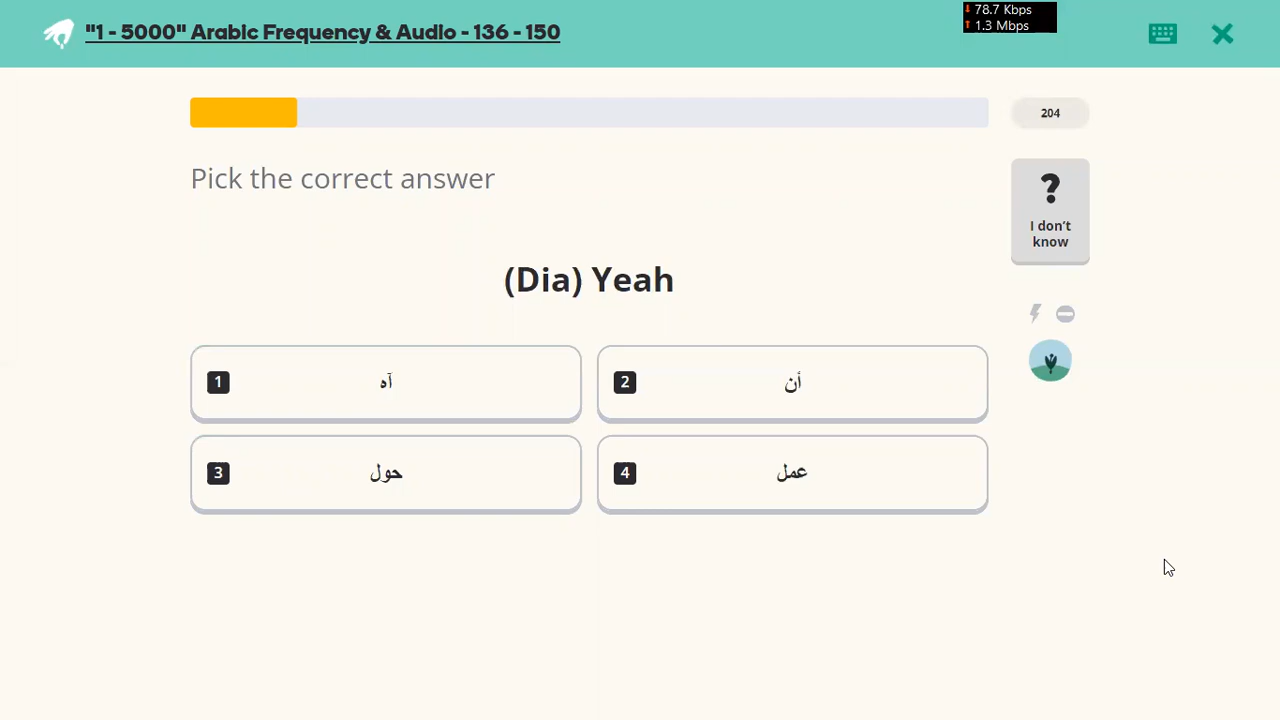 "1 - 5000" Arabic Frequency & Audio - 136 - 150
78.7 Kbps
1.3 Mbps
204
Pick the correct answer
?
I don't know
(Dia) Yeah
1 آه
2 أن
3 حول
4 عمل